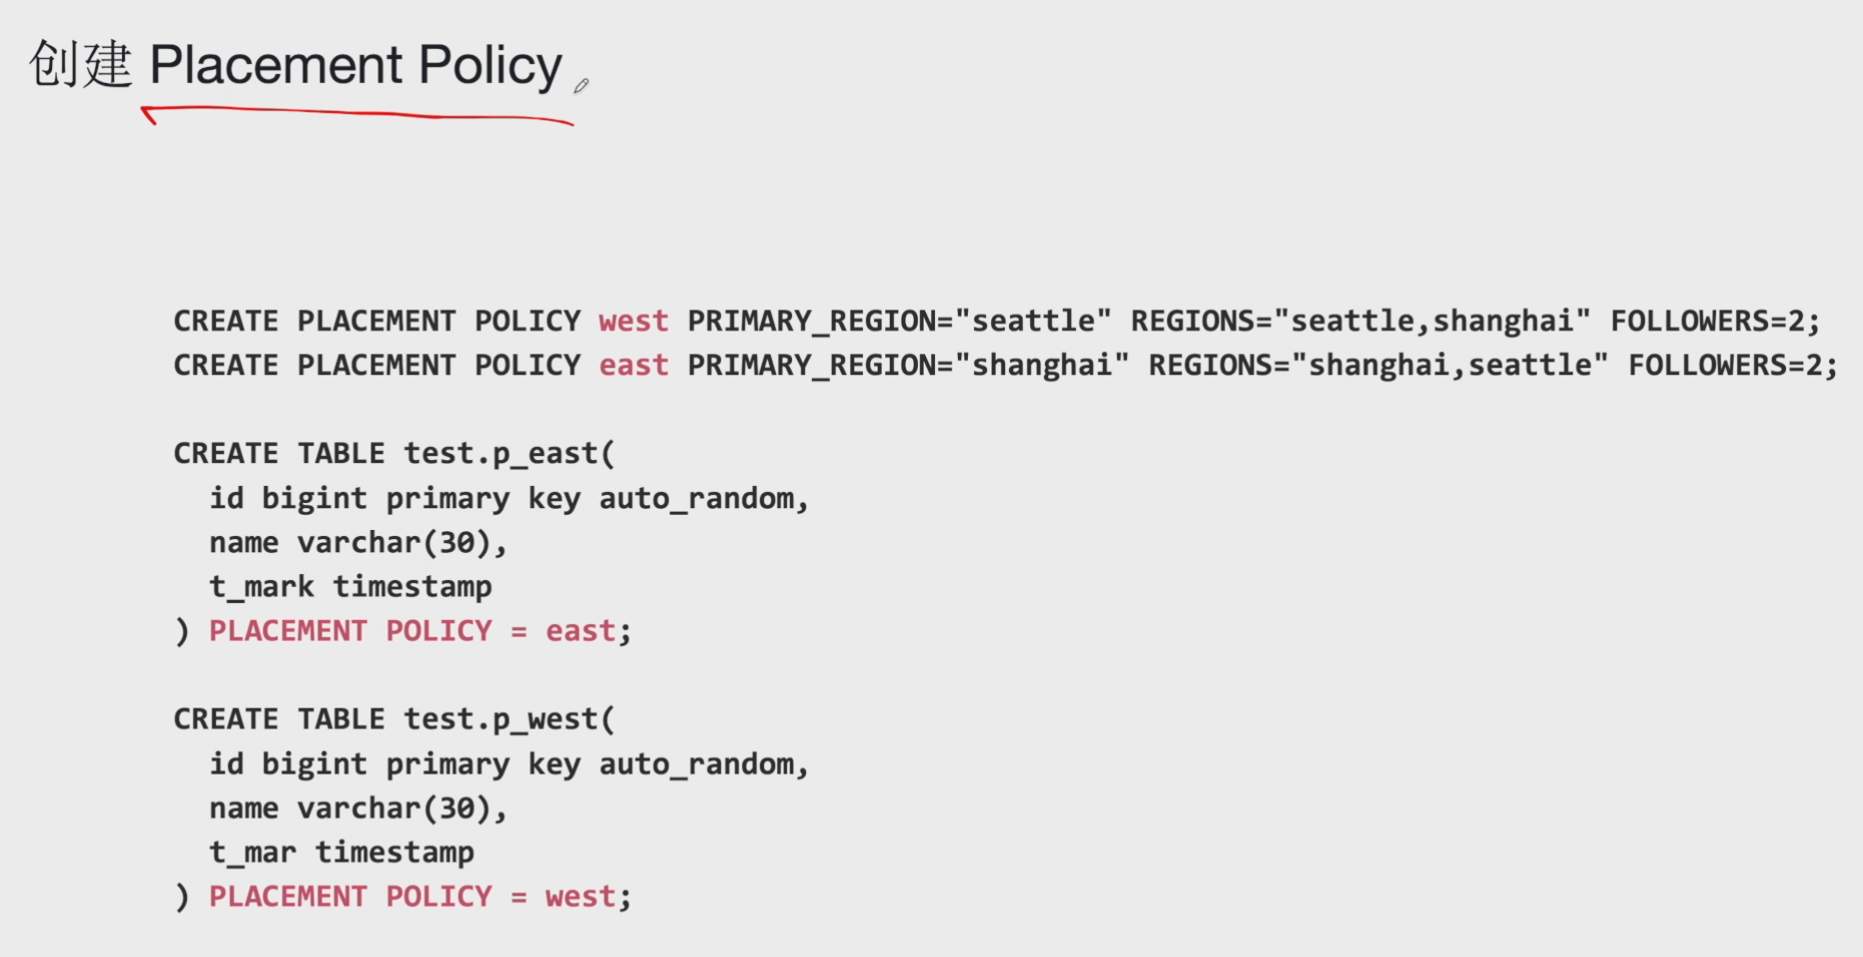 创建 Placement Policy
CREATE PLACEMENT POLICY west PRIMARY_REGION="seattle" REGIONS="seattle,shanghai" FOLLOWERS=2;
CREATE PLACEMENT POLICY east PRIMARY_REGION="shanghai" REGIONS="shanghai,seattle" FOLLOWERS=2;
CREATE TABLE test.p_east(
id bigint primary key auto_random,
name varchar(30),
t_mark timestamp
) PLACEMENT POLICY = east;
CREATE TABLE test.p_west(
id bigint primary key auto_random,
name varchar(30),
t_mar timestamp
) PLACEMENT POLICY = west;